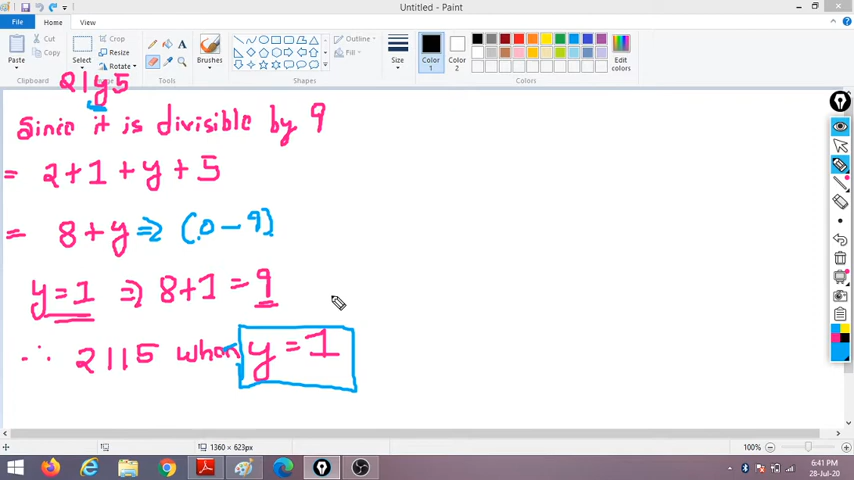 Untitled - Paint
File
Home
View
Paste
Cut
Copy
Clipboard
Select
Crop
Resize
Rotate
Image
Tools
Brushes
Shapes
Outline
Fill
Size
Color 1
Color 2
Colors
Edit colors
21y5
Since it is divisible by 9
= 2+1+y+5
= 8+y ⇒ (0-9)
y=1 ⇒ 8+1=9
∴ 2115 when y=1
1360 × 623px
100%
6:41 PM
28-Jul-20